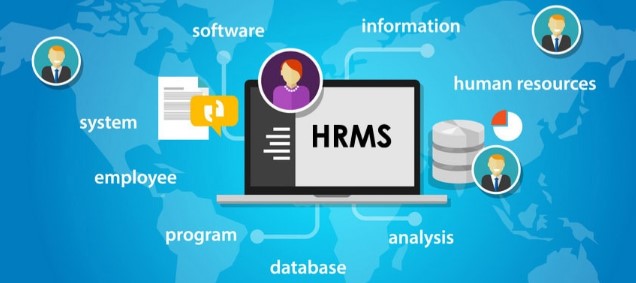 software
information
human resources
system
HRMS
employee
program
analysis
database